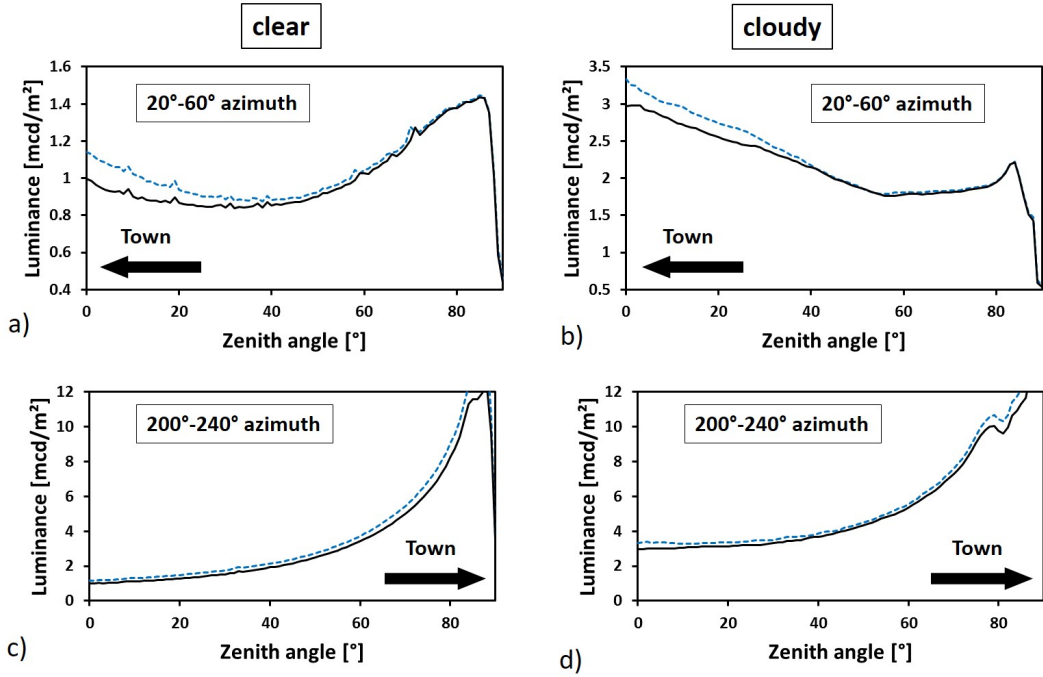 clear
cloudy
1.6
1.4
1.2
1
0.8
0.6
0.4
Luminance [mcd/m²]
20°-60° azimuth
Town
0
20
40
60
80
Zenith angle [°]
a)
3.5
3
2.5
2
1.5
1
0.5
Luminance [mcd/m²]
20°-60° azimuth
Town
0
20
40
60
80
Zenith angle [°]
b)
12
10
8
6
4
2
0
Luminance [mcd/m²]
200°-240° azimuth
Town
0
20
40
60
80
Zenith angle [°]
c)
12
10
8
6
4
2
0
Luminance [mcd/m²]
200°-240° azimuth
Town
0
20
40
60
80
Zenith angle [°]
d)